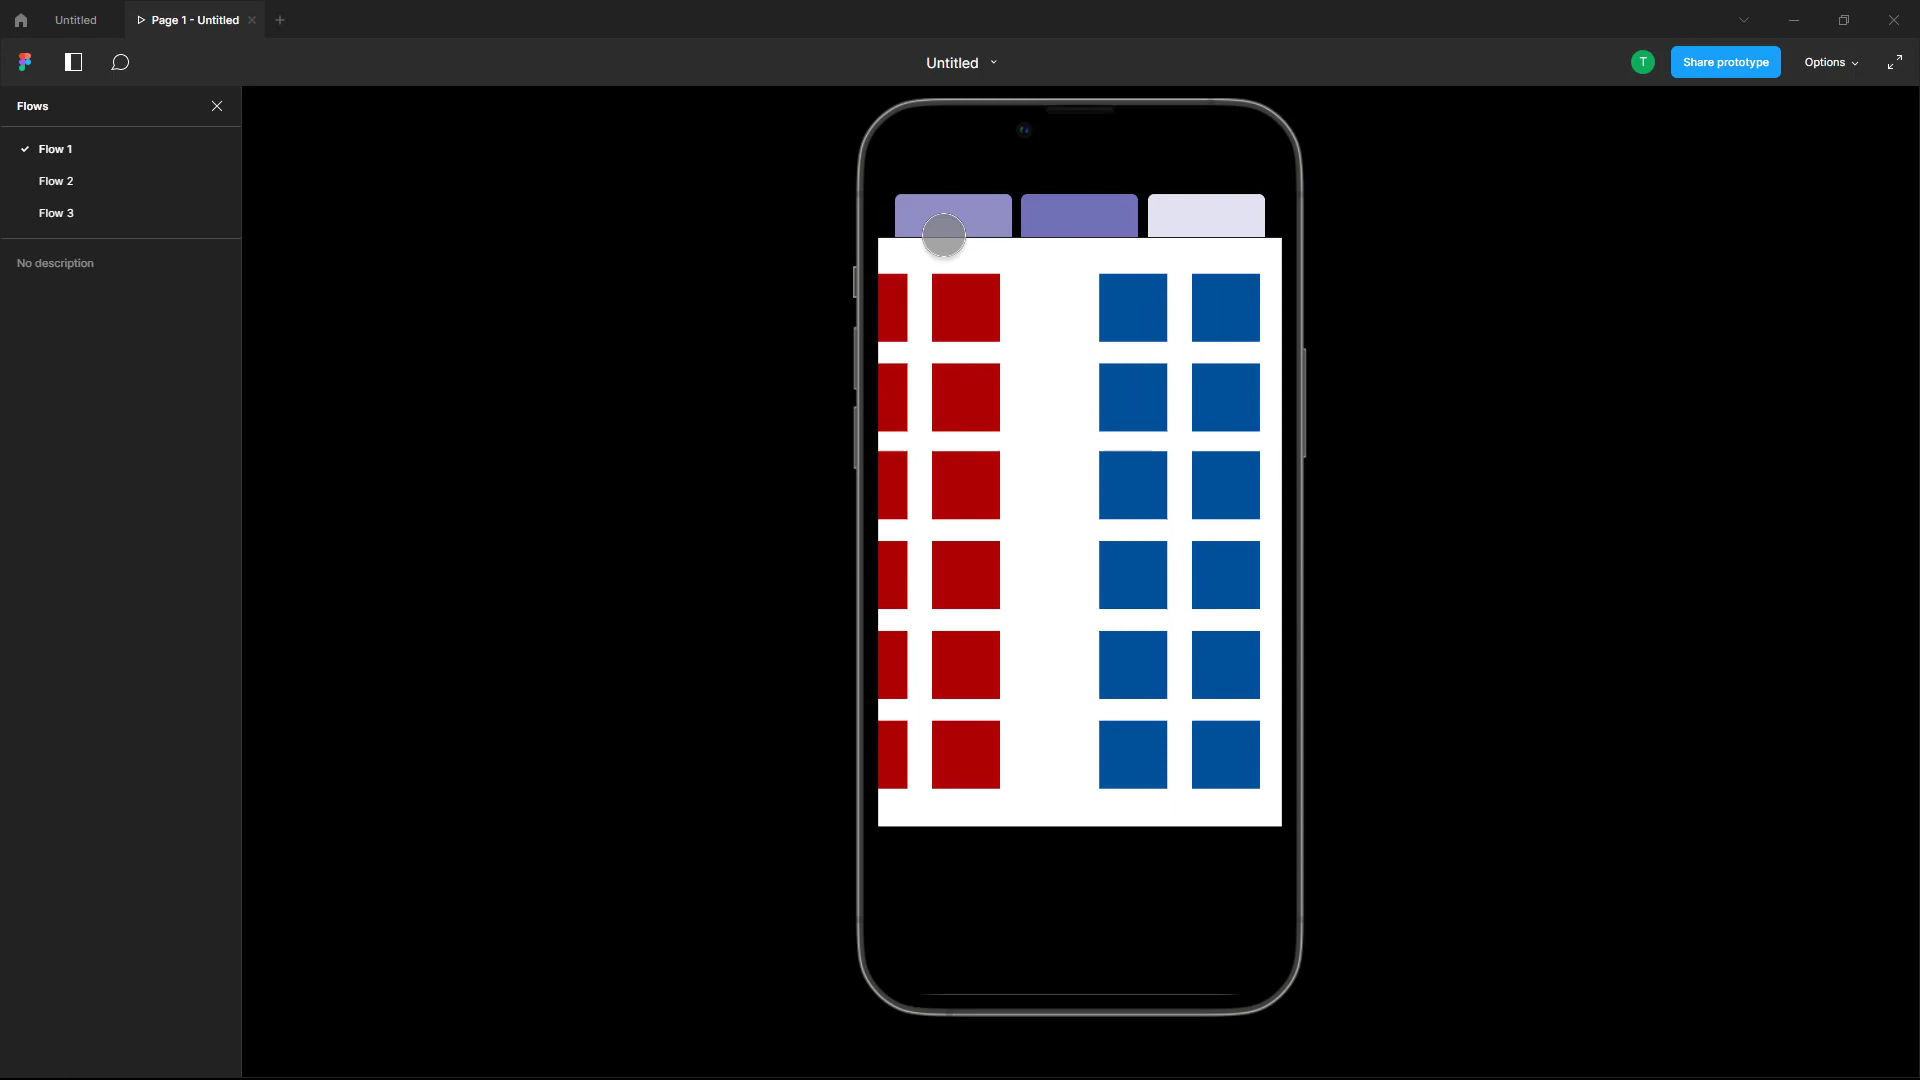 Untitled
Page 1 - Untitled
Untitled
T
Share prototype
Options
Flows
Flow 1
Flow 2
Flow 3
No description